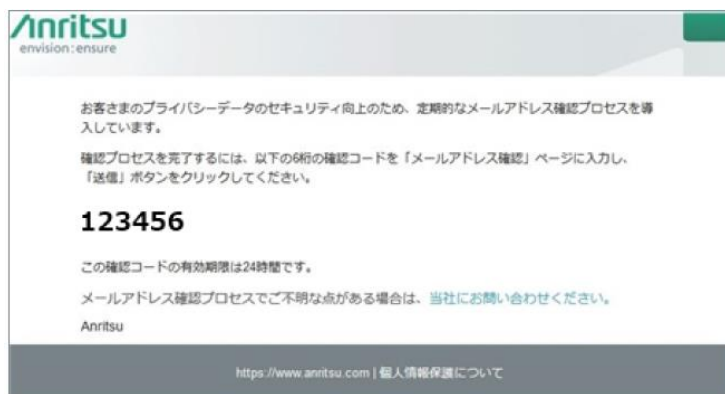 Anritsu
envision : ensure
お客さまのプライバシーデータのセキュリティ向上のため、定期的なメールアドレス確認プロセスを導
入しています。
確認プロセスを完了するには、以下の6桁の確認コードを「メールアドレス確認」ページに入力し、
「送信」ボタンをクリックしてください。
123456
この確認コードの有効期限は24時間です。
メールアドレス確認プロセスでご不明な点がある場合は、当社にお問い合わせください。
Anritsu
https://www.anritsu.com | 個人情報保護について